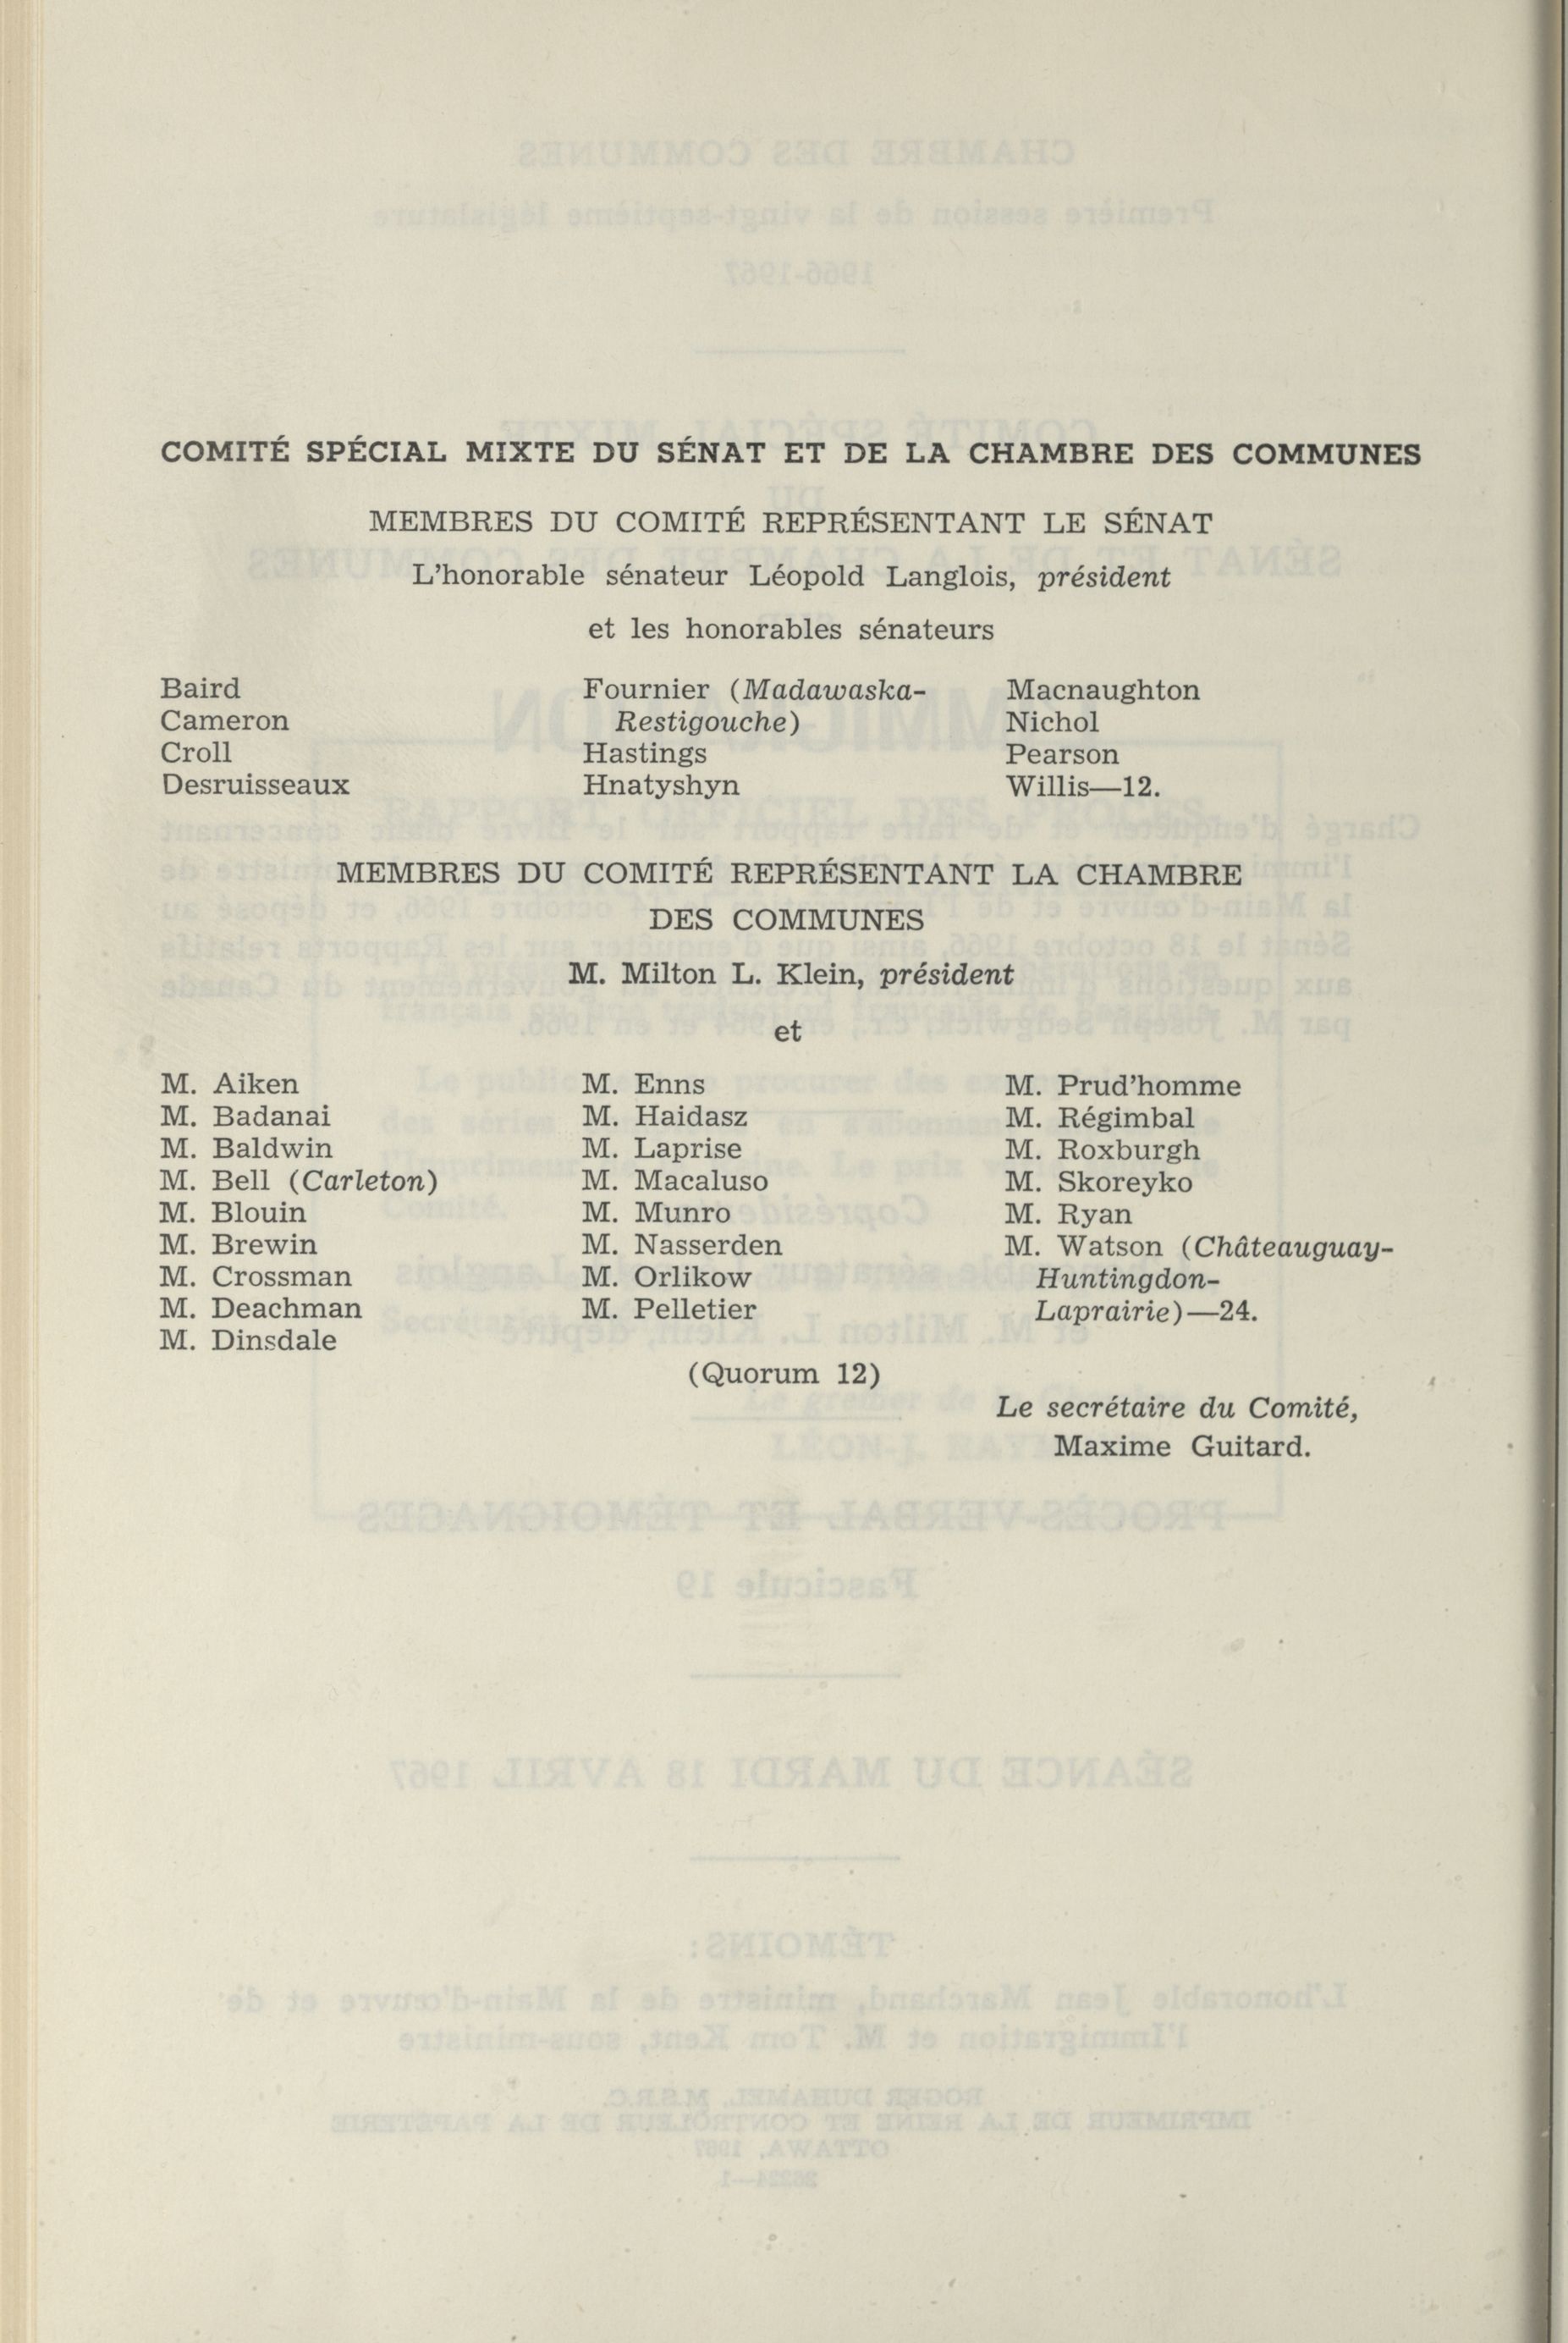 COMITÉ SPÉCIAL MIXTE DU SÉNAT ET DE LA CHAMBRE DES COMMUNES
MEMBRES DU COMITÉ REPRÉSENTANT LE SÉNAT
L'honorable sénateur Léopold Langlois, président
et les honorables sénateurs
Baird
Cameron
Croll
Desruisseaux
Fournier (Madawaska-
Restigouche)
Hastings
Hnatyshyn
Macnaughton
Nichol
Pearson
Willis—12.
MEMBRES DU COMITÉ REPRÉSENTANT LA CHAMBRE
DES COMMUNES
M. Milton L. Klein, président
et
M. Aiken
M. Badanai
M. Baldwin
M. Bell (Carleton)
M. Blouin
M. Brewin
M. Crossman
M. Deachman
M. Dinsdale
M. Enns
M. Haidasz
M. Laprise
M. Macaluso
M. Munro
M. Nasserden
M. Orlikow
M. Pelletier
M. Prud'homme
M. Régimbal
M. Roxburgh
M. Skoreyko
M. Ryan
M. Watson (Châteauguay-
Huntingdon-
Laprairie)—24.
(Quorum 12)
Le secrétaire du Comité,
Maxime Guitard.